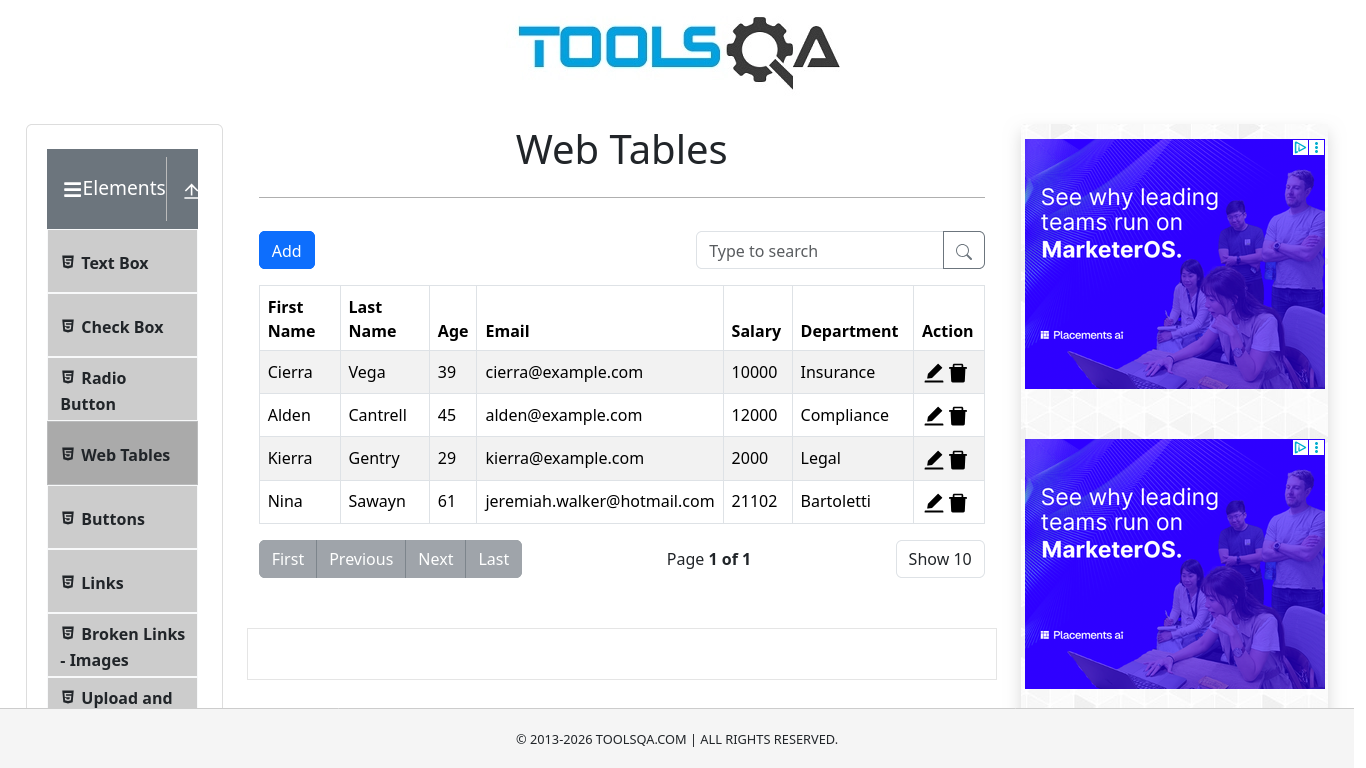 TOOLSQA
Elements
Text Box
Check Box
Radio
Button
Web Tables
Buttons
Links
Broken Links
- Images
Upload and
Web Tables
Add
Type to search
First Name Last Name Age Email Salary Department Action
Cierra Vega 39 cierra@example.com 10000 Insurance
Alden Cantrell 45 alden@example.com 12000 Compliance
Kierra Gentry 29 kierra@example.com 2000 Legal
Nina Sawayn 61 jeremiah.walker@hotmail.com 21102 Bartoletti
First Previous Next Last
Page 1 of 1
Show 10
See why leading
teams run on
MarketerOS.
Placements ai
See why leading
teams run on
MarketerOS.
Placements ai
© 2013-2026 TOOLSQA.COM | ALL RIGHTS RESERVED.